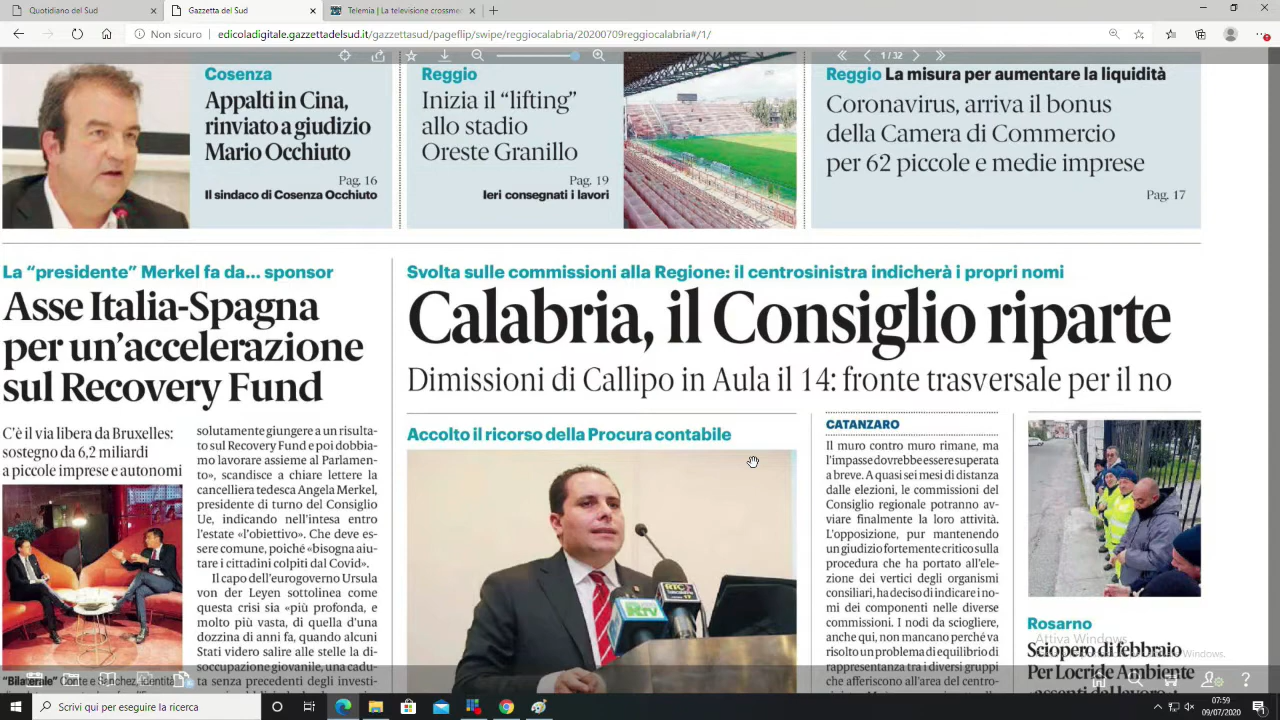 Quotidiano del Sud
Gazzetta del Sud
Telemia | La Televisione
Non sicuro | edicoladigitale.gazzettadelsud.it/gazzettasud/pageflip/swipe/reggiocalabria/20200709reggiocalabria#/1/
1 / 32
Cosenza
Appalti in Cina,
rinviato a giudizio
Mario Occhiuto
Pag. 16
Il sindaco di Cosenza Occhiuto
Reggio
Inizia il “lifting”
allo stadio
Oreste Granillo
Pag. 19
Ieri consegnati i lavori
Reggio La misura per aumentare la liquidità
Coronavirus, arriva il bonus
della Camera di Commercio
per 62 piccole e medie imprese
Pag. 17
La “presidente” Merkel fa da... sponsor
Asse Italia-Spagna
per un’accelerazione
sul Recovery Fund
C’è il via libera da Bruxelles:
sostegno da 6,2 miliardi
a piccole imprese e autonomi
“Bilaterale” Conte e Sanchez, identità
solutamente giungere a un risulta-
to sul Recovery Fund e poi dobbia-
mo lavorare assieme al Parlamen-
to», scandisce a chiare lettere la
cancelliera tedesca Angela Merkel,
presidente di turno del Consiglio
Ue, indicando nell’intesa entro
l’estate «l’obiettivo». Che deve es-
sere comune, poiché «bisogna aiu-
tare i cittadini colpiti dal Covid».
Il capo dell’eurogoverno Ursula
von der Leyen sottolinea come
questa crisi sia «più profonda, e
molto più vasta, di quella d’una
dozzina di anni fa, quando alcuni
Stati videro salire alle stelle la di-
soccupazione giovanile, una cadu-
ta senza precedenti degli investi-
Svolta sulle commissioni alla Regione: il centrosinistra indicherà i propri nomi
Calabria, il Consiglio riparte
Dimissioni di Callipo in Aula il 14: fronte trasversale per il no
Accolto il ricorso della Procura contabile
RTV
RTC
CATANZARO
Il muro contro muro rimane, ma
l’impasse dovrebbe essere superata
a breve. A quasi sei mesi di distanza
dalle elezioni, le commissioni del
Consiglio regionale potranno av-
viare finalmente la loro attività.
L’opposizione, pur mantenendo
un giudizio fortemente critico sulla
procedura che ha portato all’ele-
zione dei vertici degli organismi
consiliari, ha deciso di indicare i no-
mi dei componenti nelle diverse
commissioni. I nodi da sciogliere,
anche qui, non mancano perché va
risolto un problema di equilibrio di
rappresentanza tra i diversi gruppi
che afferiscono all’area del centro-
Rosarno
Sciopero di febbraio
Per Locride Ambiente
Attiva Windows
Windows.
Scrivi qui per eseguire la ricerca
07:59
09/07/2020